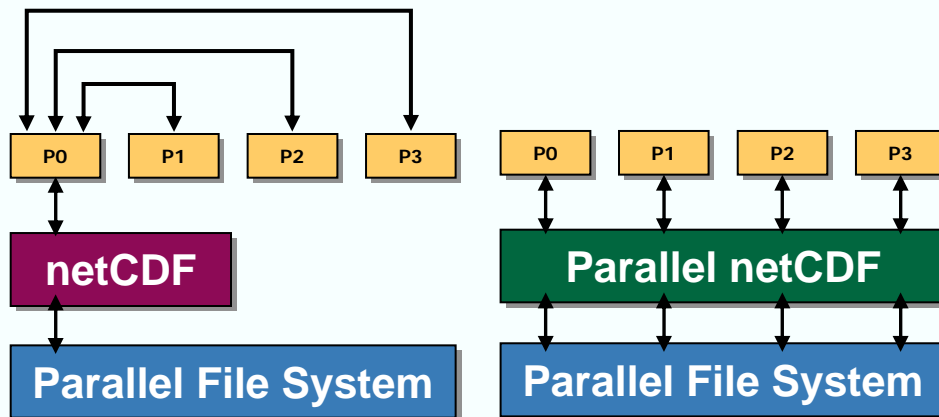 P0 P1 P2 P3
netCDF
Parallel File System
P0 P1 P2 P3
Parallel netCDF
Parallel File System